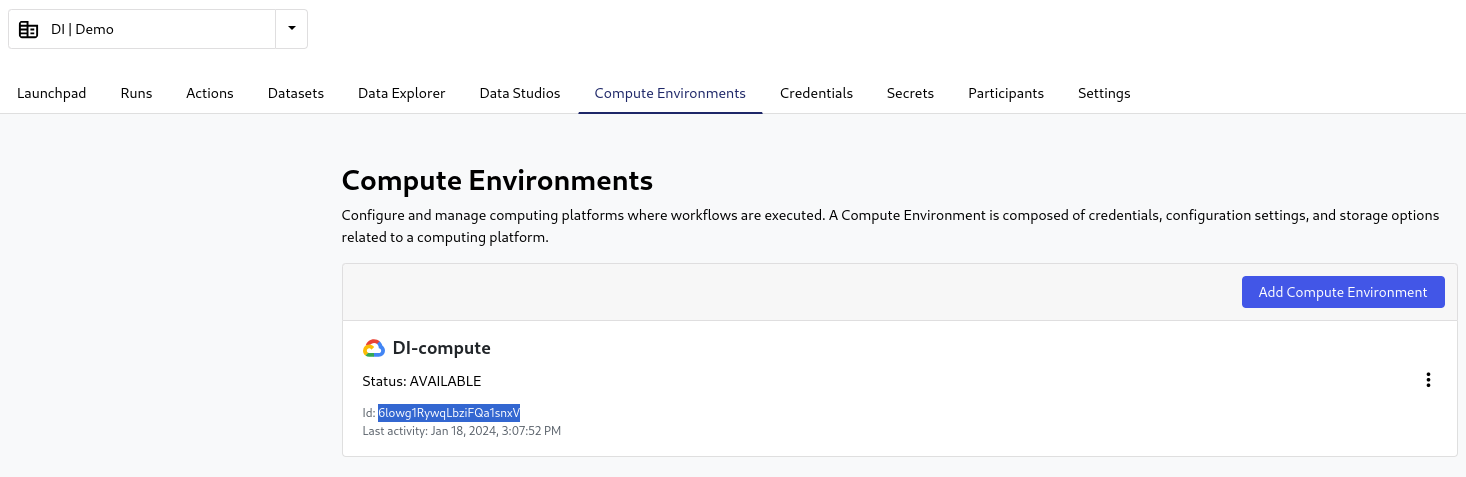 DI | Demo
Launchpad Runs Actions Datasets Data Explorer Data Studios Compute Environments Credentials Secrets Participants Settings
Compute Environments
Configure and manage computing platforms where workflows are executed. A Compute Environment is composed of credentials, configuration settings, and storage options
related to a computing platform.
Add Compute Environment
DI-compute
Status: AVAILABLE
Id: 6lowg1RywqLbziFQa1snxV
Last activity: Jan 18, 2024, 3:07:52 PM